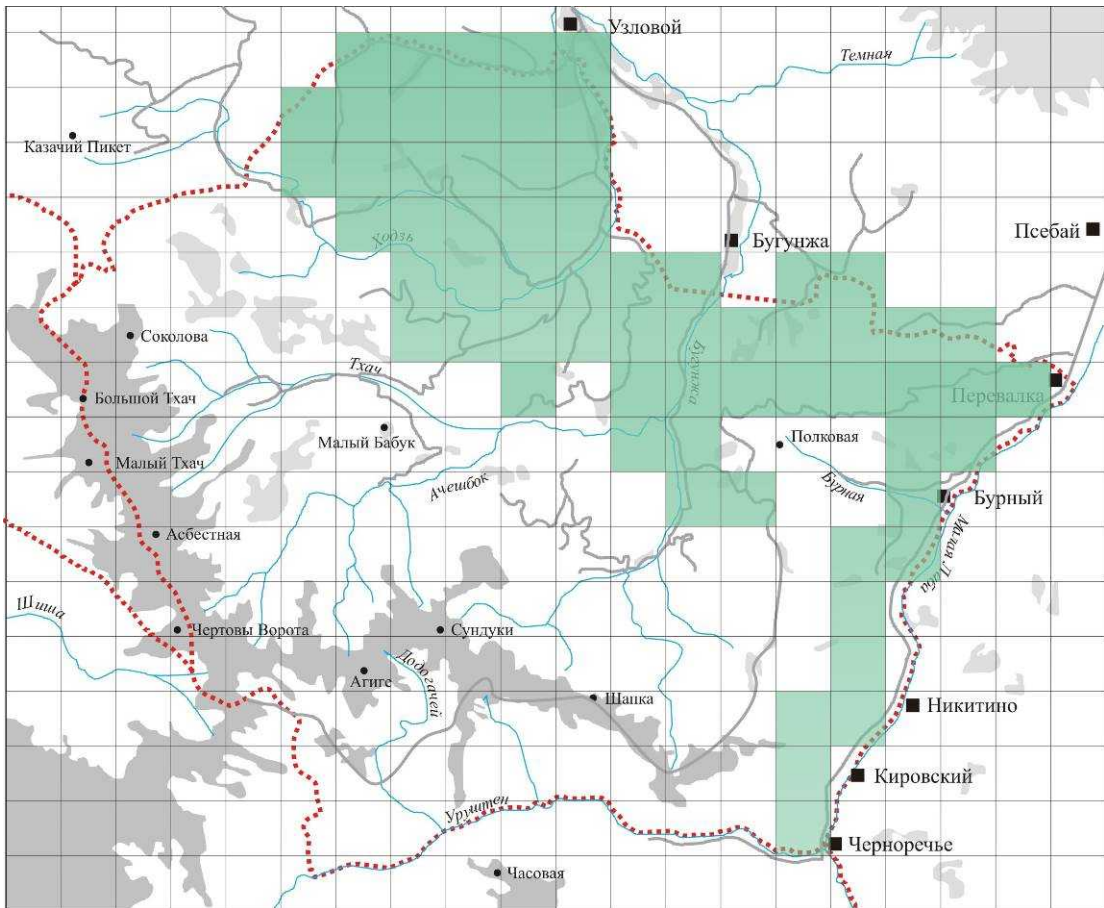 Узловой
Темная
Казачий Пикет
Псебай
Бугунжа
Ходзь
Соколова
Бугунжа
Тхач
Перевалка
Большой Тхач
Малый Бабук
Полковая
Малый Тхач
Ачешбок
Бурная
Бурный
Асбестная
Малая Лаба
Шиша
Чертовы Ворота
Сундуки
Додогачей
Агиге
Шапка
Никитино
Кировский
Уруштен
Черноречье
Часовая